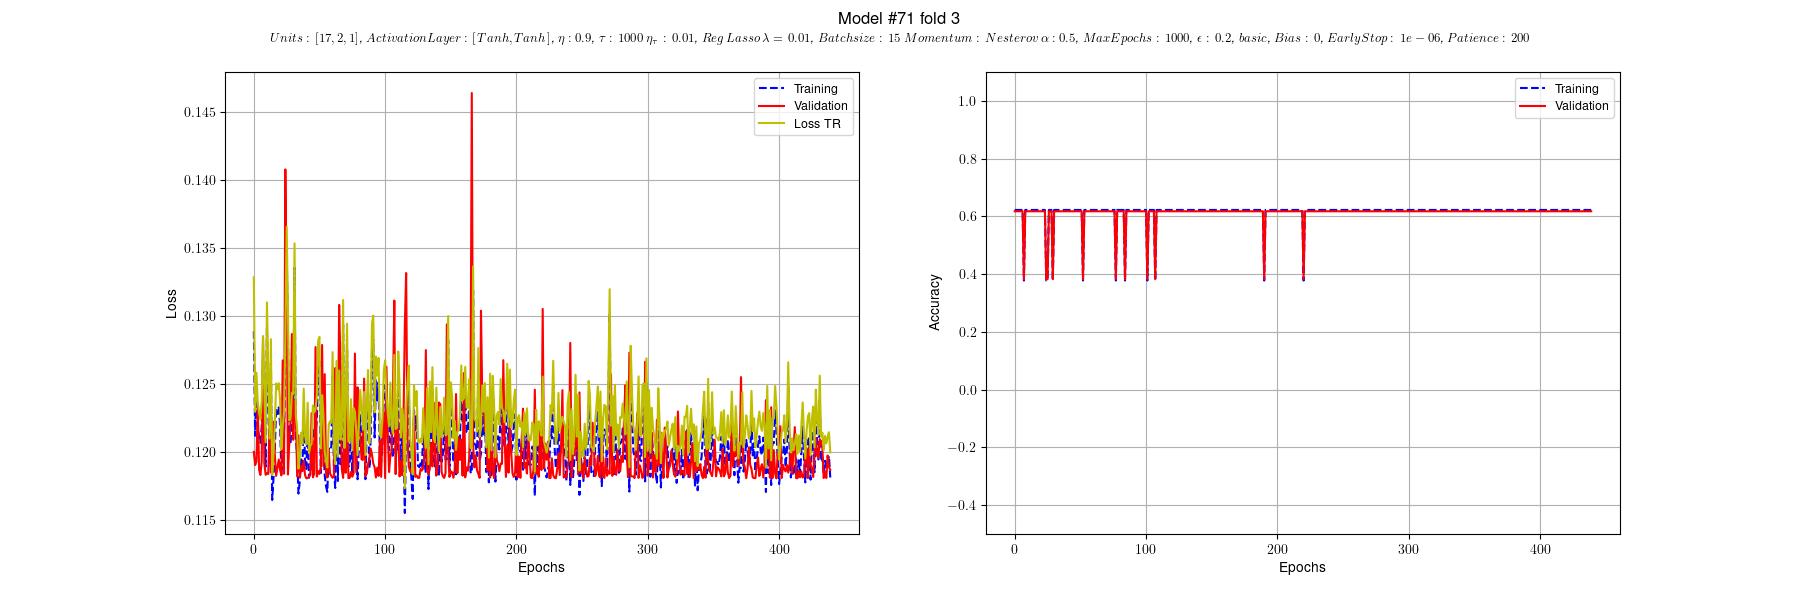 Model #71 fold 3
Units : [17, 2, 1], ActivationLayer : [Tanh, Tanh], η : 0.9, τ : 1000 η_τ : 0.01, Reg Lasso λ = 0.01, Batchsize : 15 Momentum : Nesterov α : 0.5, MaxEpochs : 1000, ϵ : 0.2, basic, Bias : 0, EarlyStop : 1e − 06, Patience : 200
Training
Validation
Loss TR
0.145
0.140
0.135
0.130
0.125
0.120
0.115
Loss
0 100 200 300 400
Epochs
Training
Validation
1.0
0.8
0.6
0.4
0.2
0.0
−0.2
−0.4
Accuracy
0 100 200 300 400
Epochs